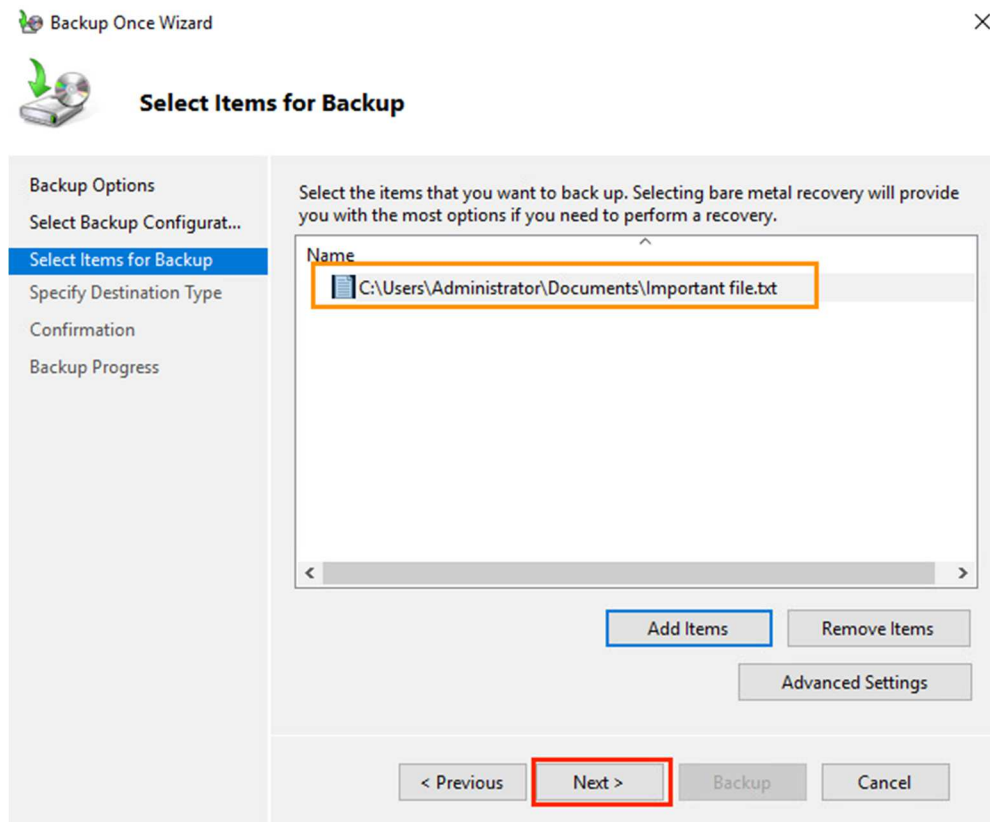 Backup Once Wizard
Select Items for Backup
Backup Options
Select Backup Configurat...
Select Items for Backup
Specify Destination Type
Confirmation
Backup Progress
Select the items that you want to back up. Selecting bare metal recovery will provide
you with the most options if you need to perform a recovery.
Name
C:\Users\Administrator\Documents\Important file.txt
Add Items
Remove Items
Advanced Settings
< Previous
Next >
Backup
Cancel